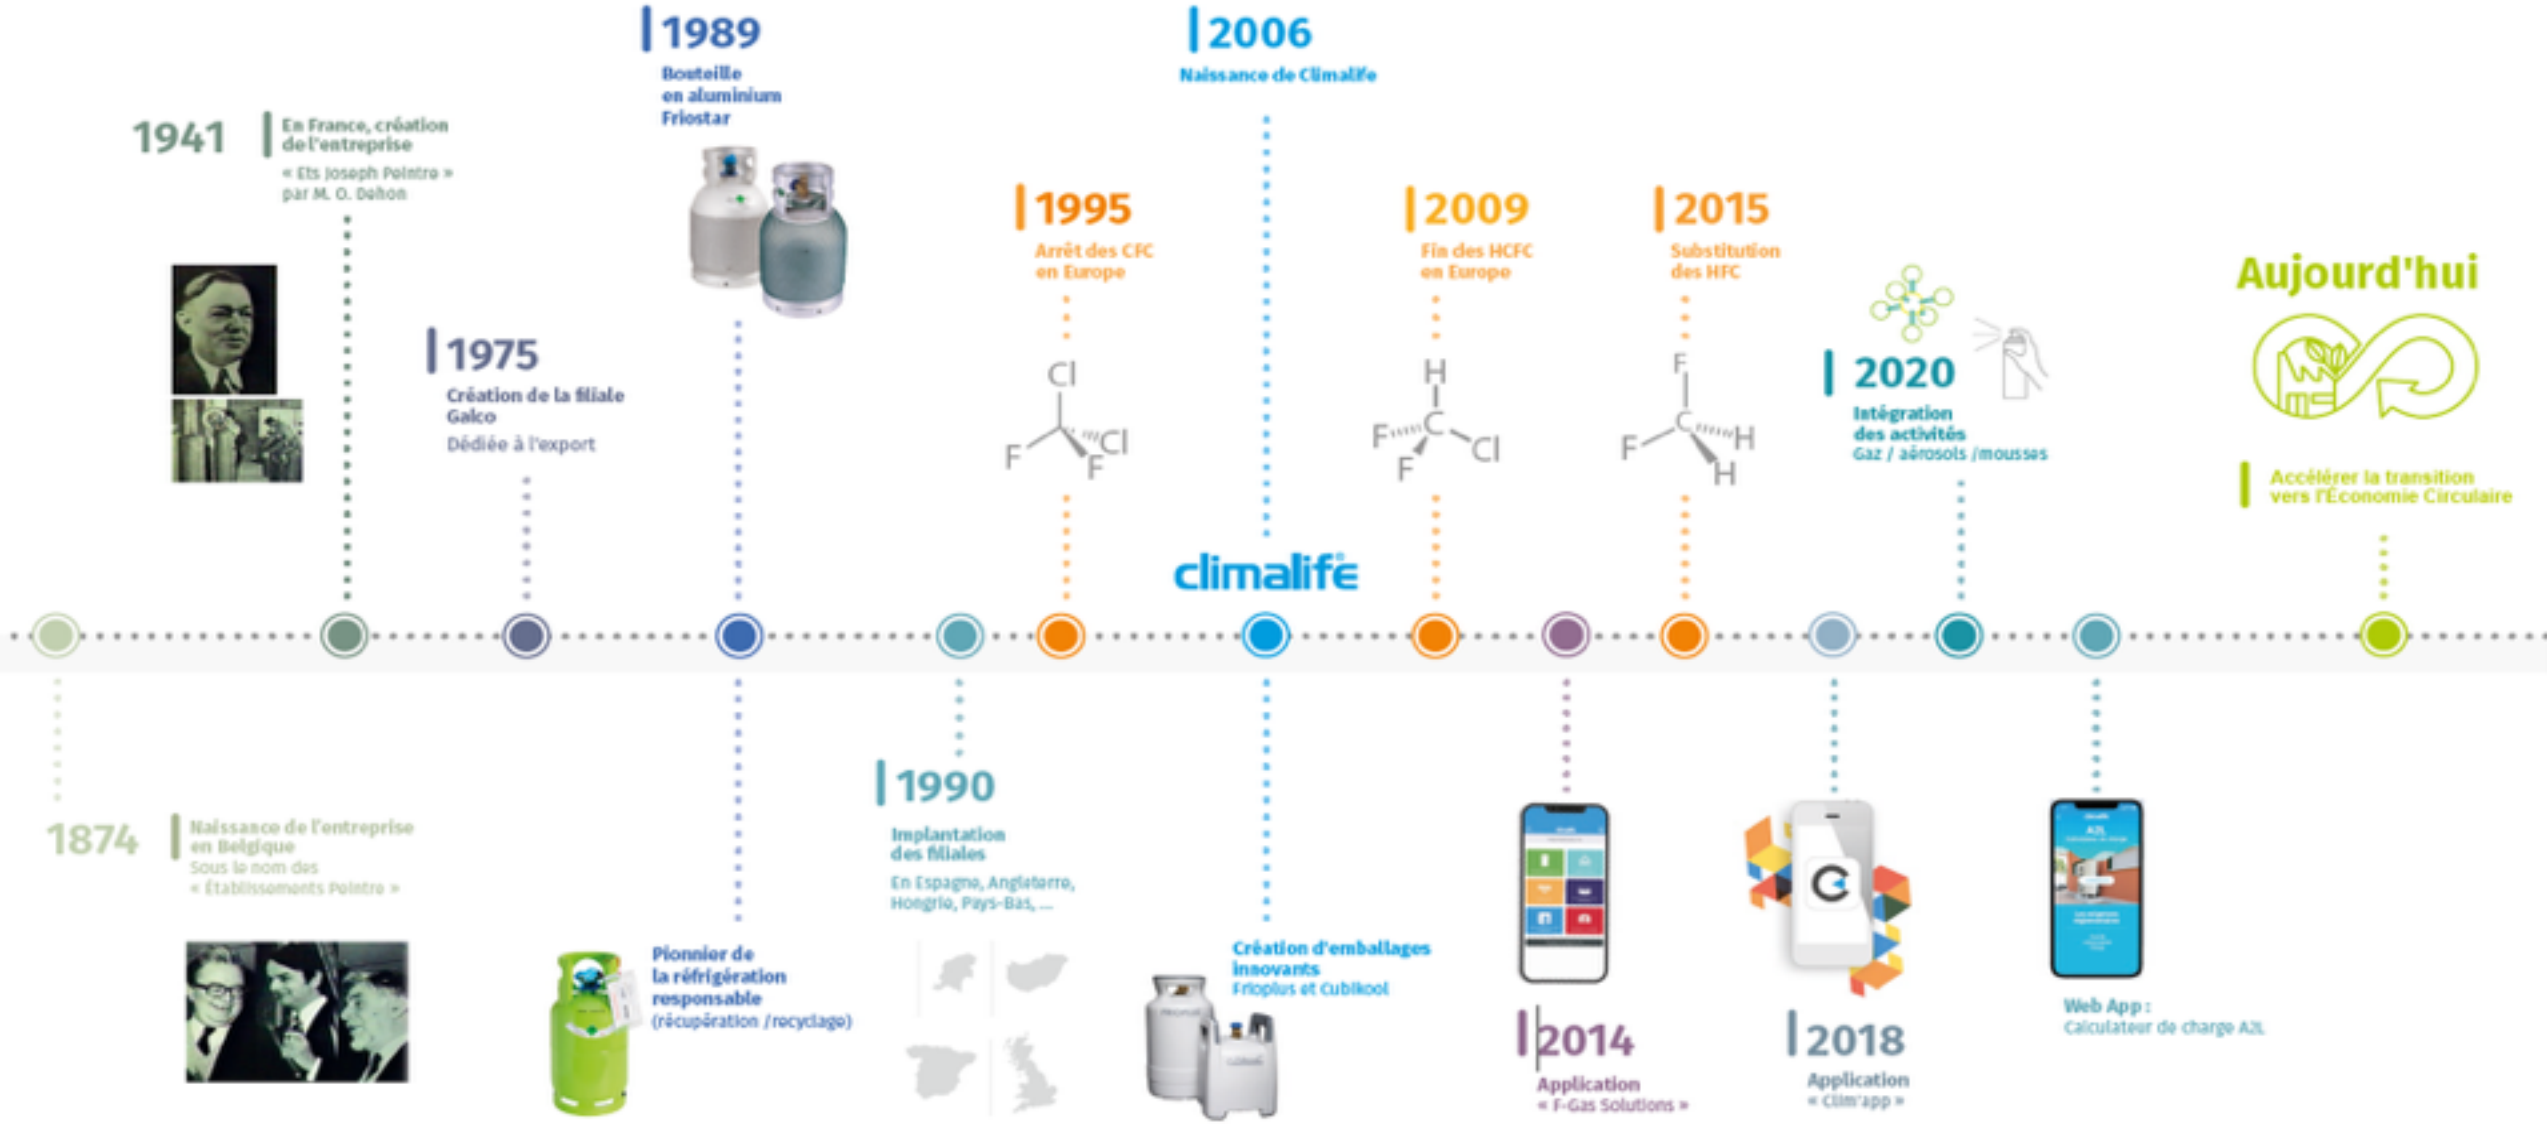 1989
Bouteille
en aluminium
Friostar
2006
Naissance de Climalife
1941
En France, création
de l'entreprise
« Ets Joseph Peintre »
par M. O. Dehon
1995
Arrêt des CFC
en Europe
2009
Fin des HCFC
en Europe
2015
Substitution
des HFC
Aujourd'hui
1975
Création de la filiale
Galco
Dédiée à l'export
Cl
F
Cl
F
H
F
C
Cl
F
F
C
F
H
H
2020
Intégration
des activités
Gaz / aérosols /mousses
Accélérer la transition
vers l'Économie Circulaire
climalife
1874
Naissance de l'entreprise
en Belgique
Sous le nom des
« Établissements Peintre »
Pionnier de
la réfrigération
responsable
(récupération /recyclage)
1990
Implantation
des filiales
En Espagne, Angleterre,
Hongrie, Pays-Bas, ...
Création d'emballages
innovants
Frioplus et Cubikool
2014
Application
« F-Gas Solutions »
2018
Application
« Clim'app »
climalife
A2L
Web App :
Calculateur de charge A2L